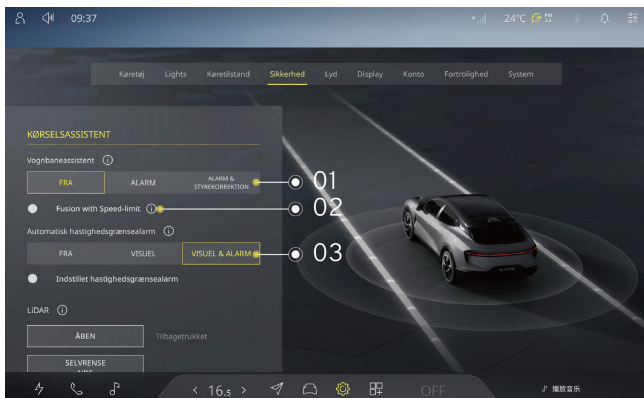 09:37
24°C
Køretøj Lights Køretilstand Sikkerhed Lyd Display Konto Fortrolighed System
KØRSELSASSISTENT
Vognbaneassistent
FRA ALARM ALARM & STYREKORREKTION
01
Fusion with Speed-limit
02
Automatisk hastighedsgrænsealarm
FRA VISUEL VISUEL & ALARM
03
Indstillet hastighedsgrænsealarm
LiDAR
ÅBEN Tilbagetrukket
SELVRENSE
< 16.5 > OFF 播放音乐